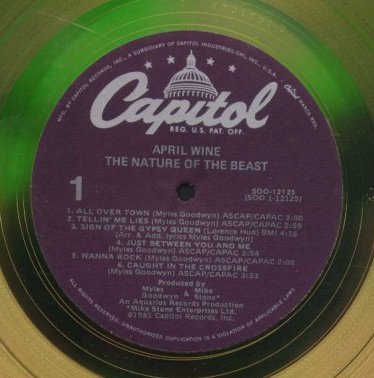 MFD. BY CAPITOL RECORDS, INC., A SUBSIDIARY OF CAPITOL INDUSTRIES-EMI, INC., U.S.A.
Capitol
REG. U.S. PAT. OFF.
APRIL WINE
THE NATURE OF THE BEAST
1
SOO-12125
(SOO 1-12125)
1. ALL OVER TOWN (Myles Goodwyn) ASCAP/CAPAC 3:00
2. TELLIN' ME LIES (Myles Goodwyn) ASCAP/CAPAC 2:59
3. SIGN OF THE GYPSY QUEEN (Lorence Hud) BMI 4:16
(Arr. & Add. lyrics Myles Goodwyn)
4. JUST BETWEEN YOU AND ME
(Myles Goodwyn) ASCAP/CAPAC 3:54
5. WANNA ROCK (Myles Goodwyn) ASCAP/CAPAC
6. CAUGHT IN THE CROSSFIRE
(Myles Goodwyn) ASCAP/CAPAC 3:33
Produced by
Myles & Mike
Goodwyn Stone*
An Aquarius Records Production
*Mike Stone Enterprises Ltd.
©1981 Capitol Records, Inc.
ALL RIGHTS RESERVED. UNAUTHORIZED DUPLICATION IS A VIOLATION OF APPLICABLE LAWS.